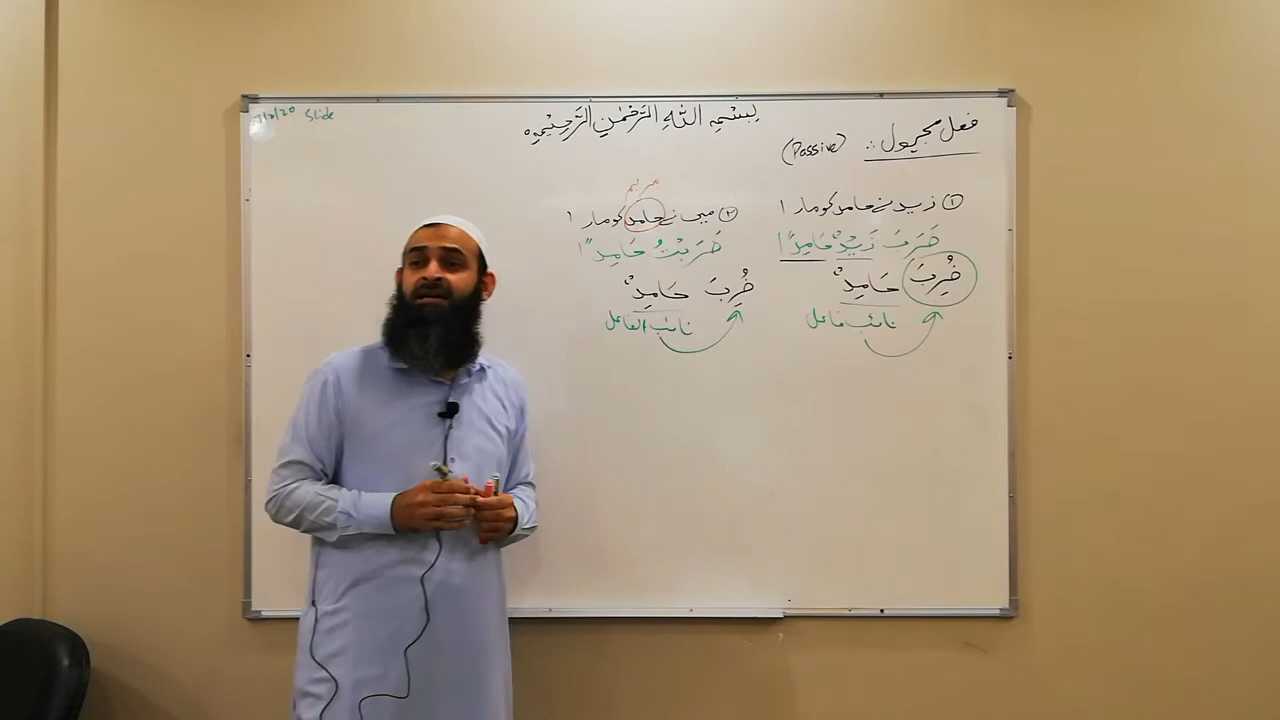 بِسْمِ اللّٰهِ الرَّحْمٰنِ الرَّحِيْمِ
فعل مجہول :: (Passive)
Slide
① زید نے حامد کو مارا
ضَرَبَ زَیْدٌ حَامِدًا
ضُرِبَ حَامِدٌ
نائب فاعل
مریم
② میں نے حامد کو مارا
ضَرَبْتُ حَامِدًا
ضُرِبَ حَامِدٌ
نائب الفاعل